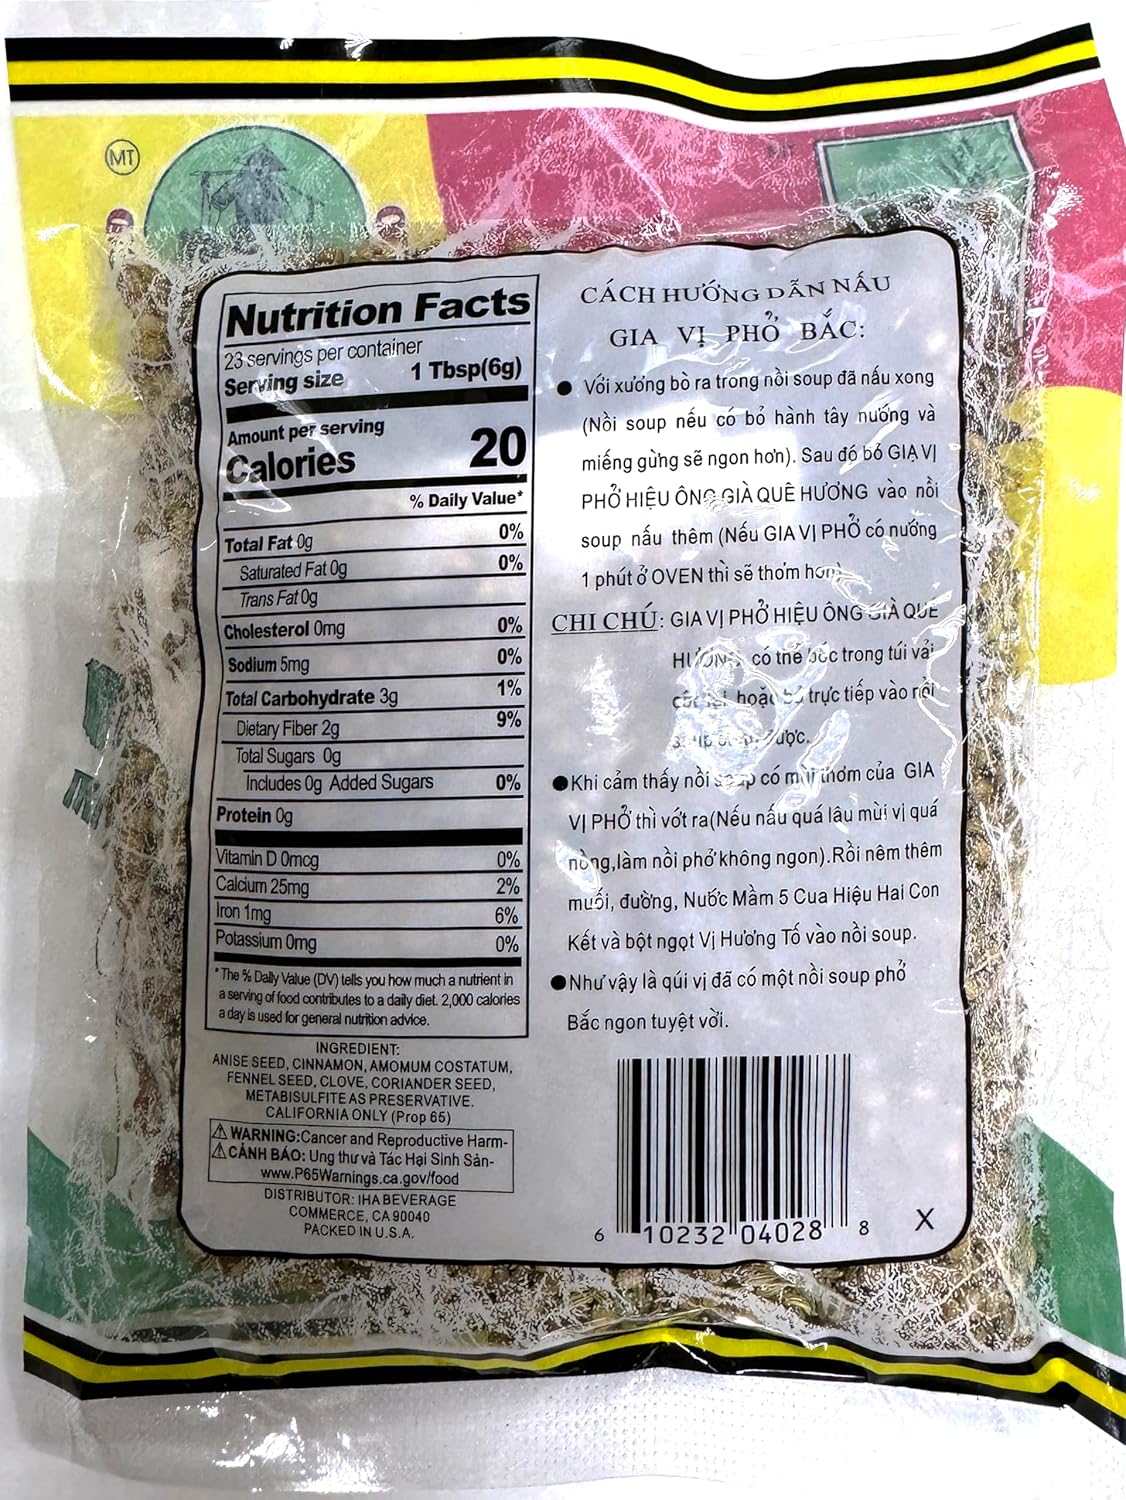 MT
Nutrition Facts
23 servings per container
Serving size 1 Tbsp(6g)
Amount per serving
Calories 20
% Daily Value*
Total Fat 0g 0%
Saturated Fat 0g 0%
Trans Fat 0g
Cholesterol 0mg 0%
Sodium 5mg 0%
Total Carbohydrate 3g 1%
Dietary Fiber 2g 9%
Total Sugars 0g
Includes 0g Added Sugars 0%
Protein 0g
Vitamin D 0mcg 0%
Calcium 25mg 2%
Iron 1mg 6%
Potassium 0mg 0%
*The % Daily Value (DV) tells you how much a nutrient in
a serving of food contributes to a daily diet. 2,000 calories
a day is used for general nutrition advice.
INGREDIENT:
ANISE SEED, CINNAMON, AMOMUM COSTATUM,
FENNEL SEED, CLOVE, CORIANDER SEED,
METABISULFITE AS PRESERVATIVE.
CALIFORNIA ONLY (Prop 65)
⚠ WARNING:Cancer and Reproductive Harm-
⚠ CẢNH BÁO: Ung thư và Tác Hại Sinh Sản-
www.P65Warnings.ca.gov/food
DISTRIBUTOR: IHA BEVERAGE
COMMERCE, CA 90040
PACKED IN U.S.A.
CÁCH HƯỚNG DẪN NẤU
GIA VỊ PHỞ BẮC:
● Với xướng bò ra trong nồi soup đã nấu xong
(Nồi soup nếu có bỏ hành tây nướng và
miếng gừng sẽ ngon hơn). Sau đó bỏ GIA VỊ
PHỞ HIỆU ÔNG GIÀ QUÊ HƯƠNG vào nồi
soup nấu thêm (Nếu GIA VỊ PHỞ có nướng
1 phút ở OVEN thì sẽ thơm hơn)
CHI CHÚ: GIA VỊ PHỞ HIỆU ÔNG GIÀ QUÊ
HƯƠNG có thể bọc trong túi vải
hoặc bỏ trực tiếp vào nồi
được.
●Khi cảm thấy nồi soup có mùi thơm của GIA
VỊ PHỞ thì vớt ra(Nếu nấu quá lâu mùi vị quá
nồng,làm nồi phở không ngon).Rồi nêm thêm
muối, đường, Nước Mầm 5 Cua Hiệu Hai Con
Két và bột ngọt Vị Hương Tố vào nồi soup.
●Như vậy là qúi vị đã có một nồi soup phở
Bắc ngon tuyệt vời.
6 10232 04028 8
X